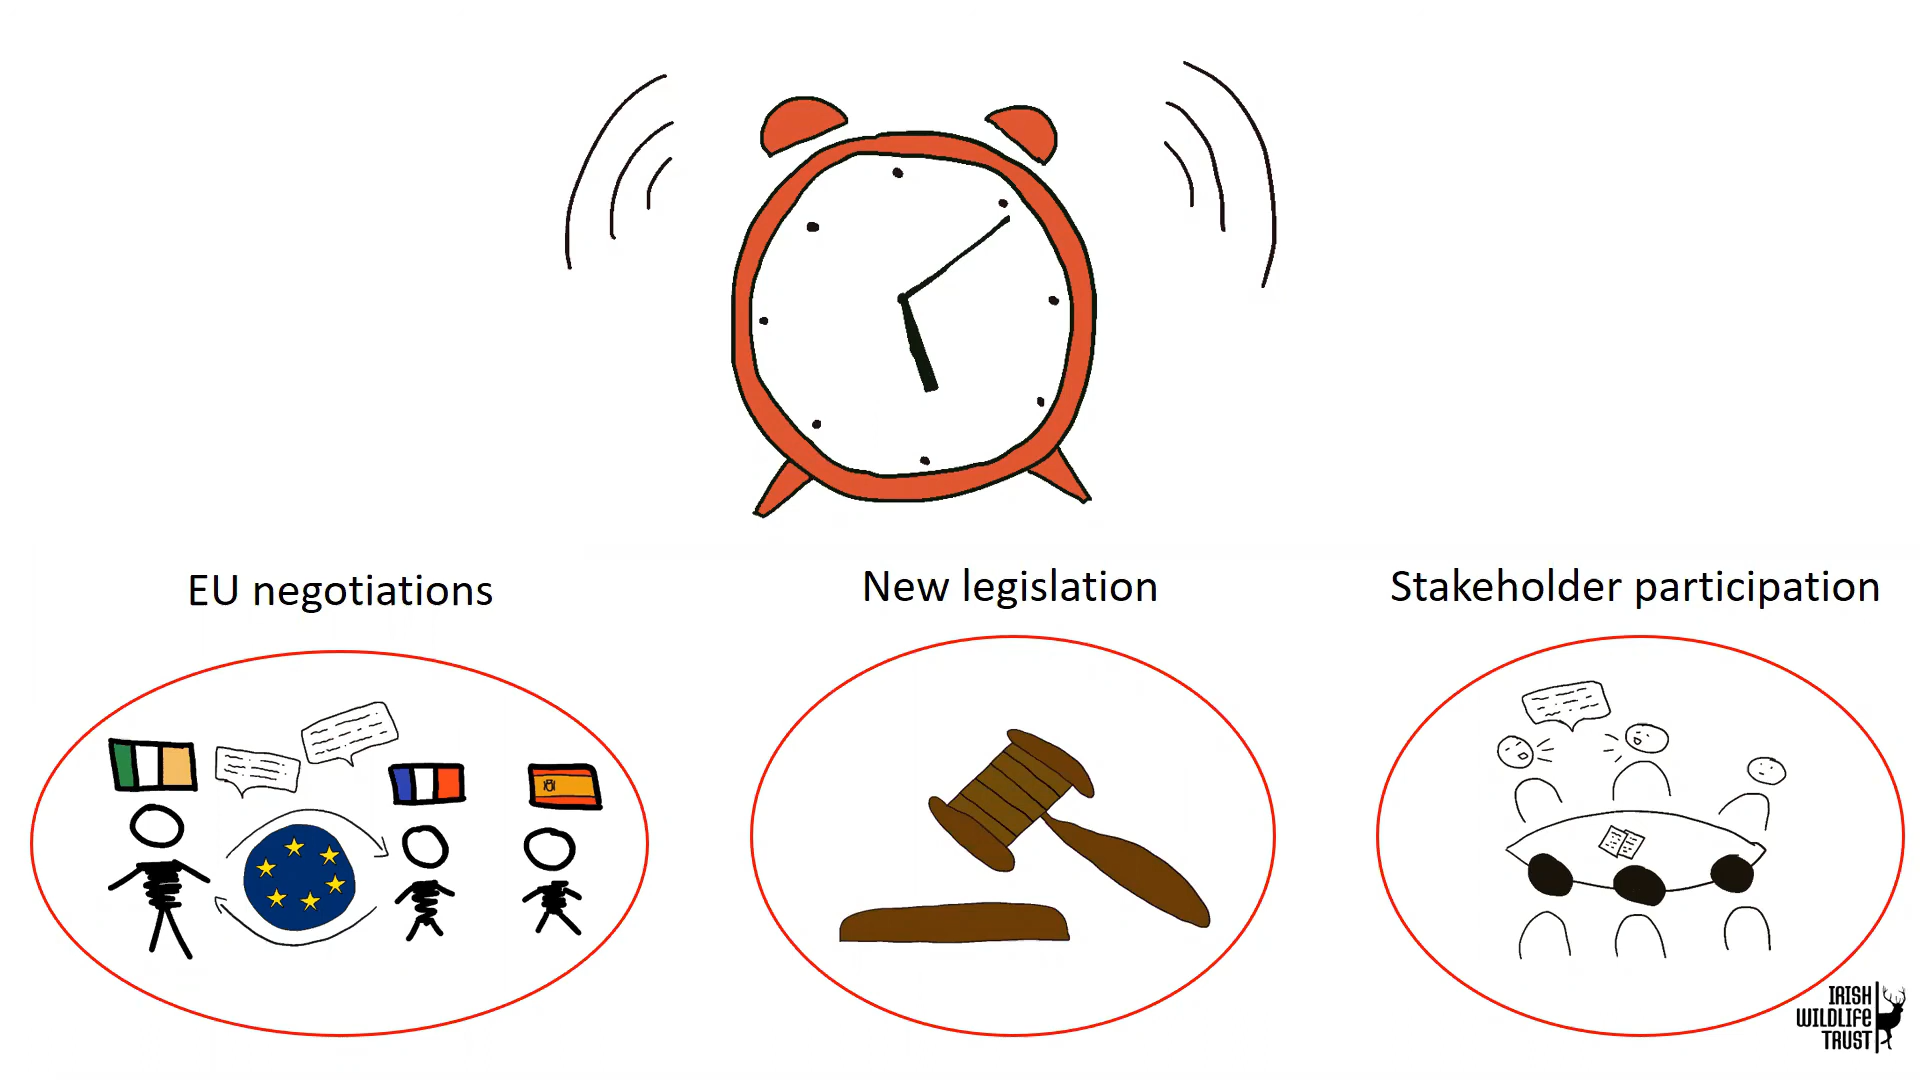 EU negotiations
New legislation
Stakeholder participation
IRISH
WILDLIFE
TRUST